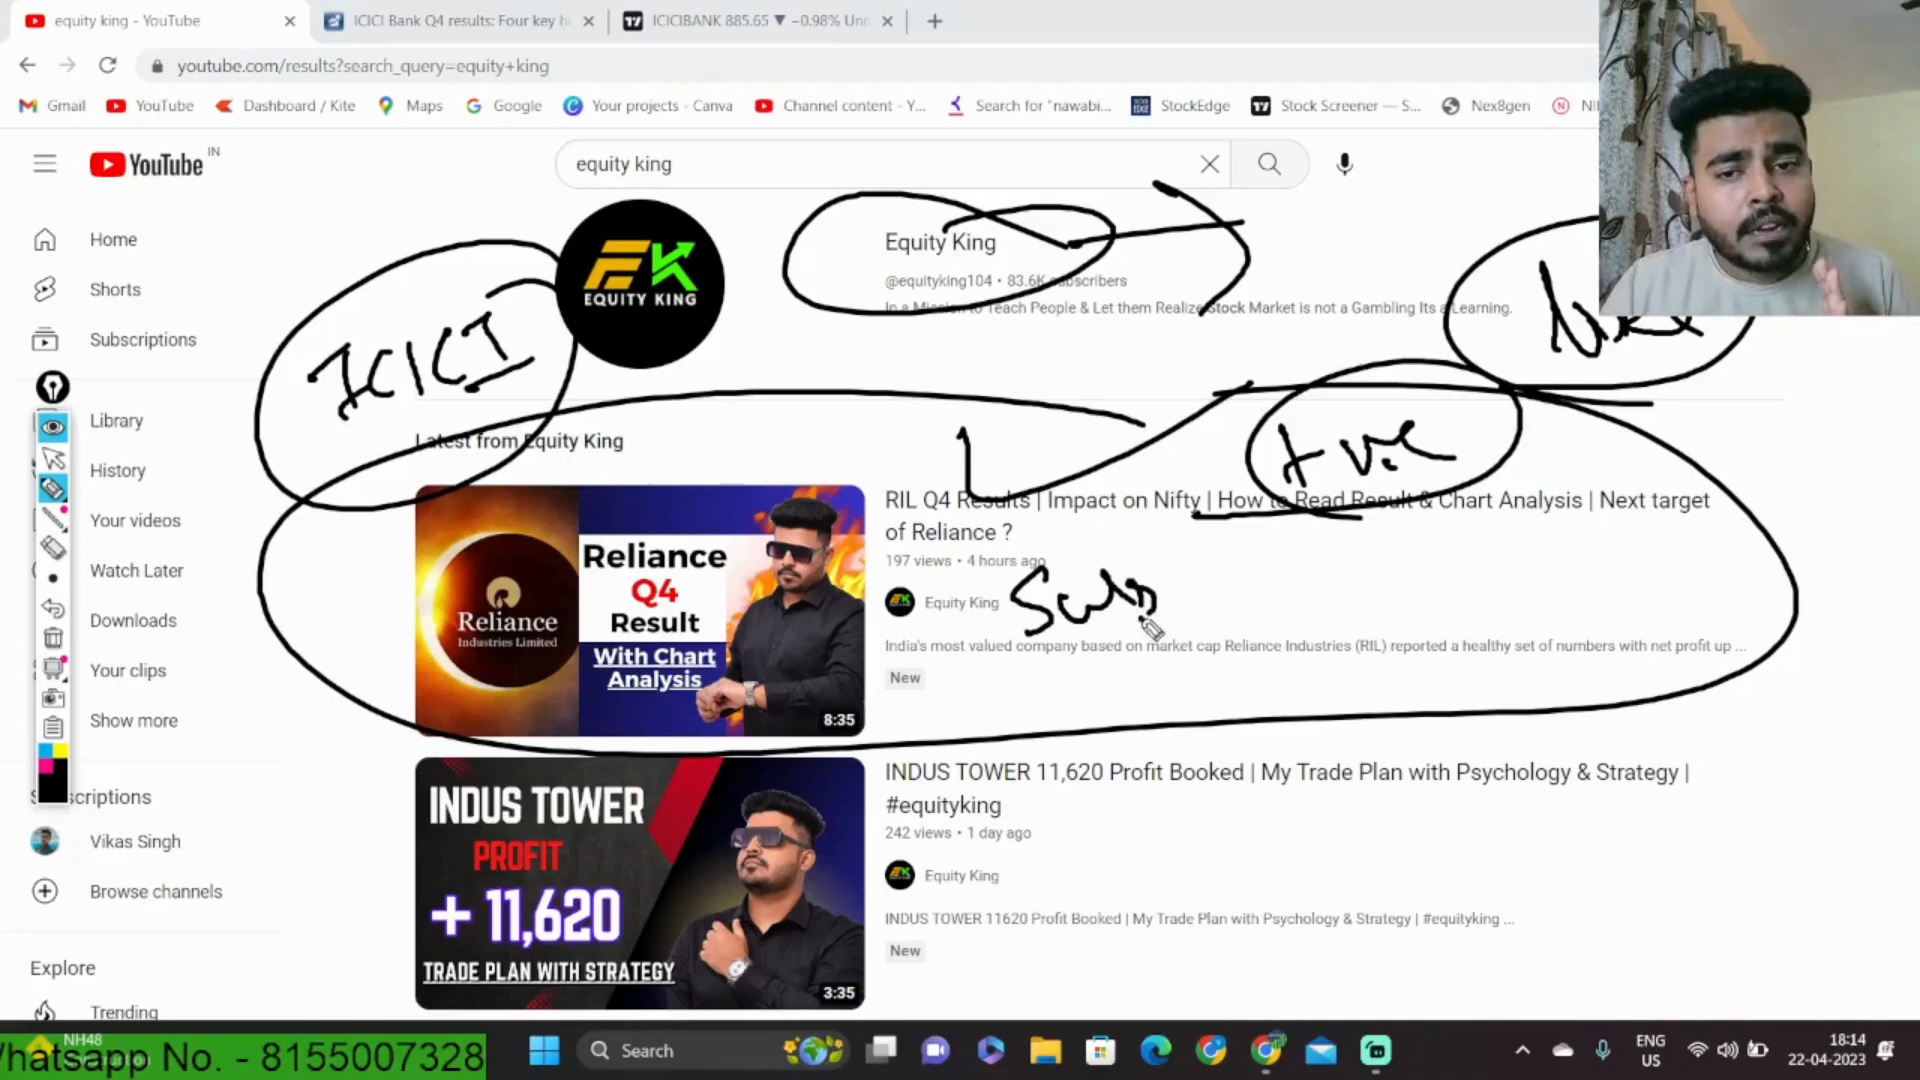 equity king - YouTube
ICICI Bank Q4 results: Four key h
ICICIBANK 885.65 ▼ −0.98% Unn
youtube.com/results?search_query=equity+king
Gmail
YouTube
Dashboard / Kite
Maps
Google
Your projects - Canva
Channel content - Y...
Search for "nawabi...
StockEdge
Stock Screener — S...
Nex8gen
YouTube IN
equity king
Home
Shorts
Subscriptions
Library
History
Your videos
Watch Later
Downloads
Your clips
Show more
Vikas Singh
Browse channels
Explore
Trending
EK
EQUITY KING
Equity King
@equityking104 • 83.6K subscribers
In a Mission to Teach People & Let them Realize Stock Market is not a Gambling Its a Learning.
ICICI
+ve
Latest from Equity King
Reliance
Industries Limited
Reliance
Q4
Result
With Chart
Analysis
8:35
RIL Q4 Results | Impact on Nifty | How to Read Result & Chart Analysis | Next target
of Reliance ?
197 views • 4 hours ago
Equity King
Sub
India's most valued company based on market cap Reliance Industries (RIL) reported a healthy set of numbers with net profit up ...
New
INDUS TOWER
PROFIT
+ 11,620
TRADE PLAN WITH STRATEGY
3:35
INDUS TOWER 11,620 Profit Booked | My Trade Plan with Psychology & Strategy |
#equityking
242 views • 1 day ago
Equity King
INDUS TOWER 11620 Profit Booked | My Trade Plan with Psychology & Strategy | #equityking ...
New
NH48
Whatsapp No. - 8155007328
Search
ENG
US
18:14
22-04-2023